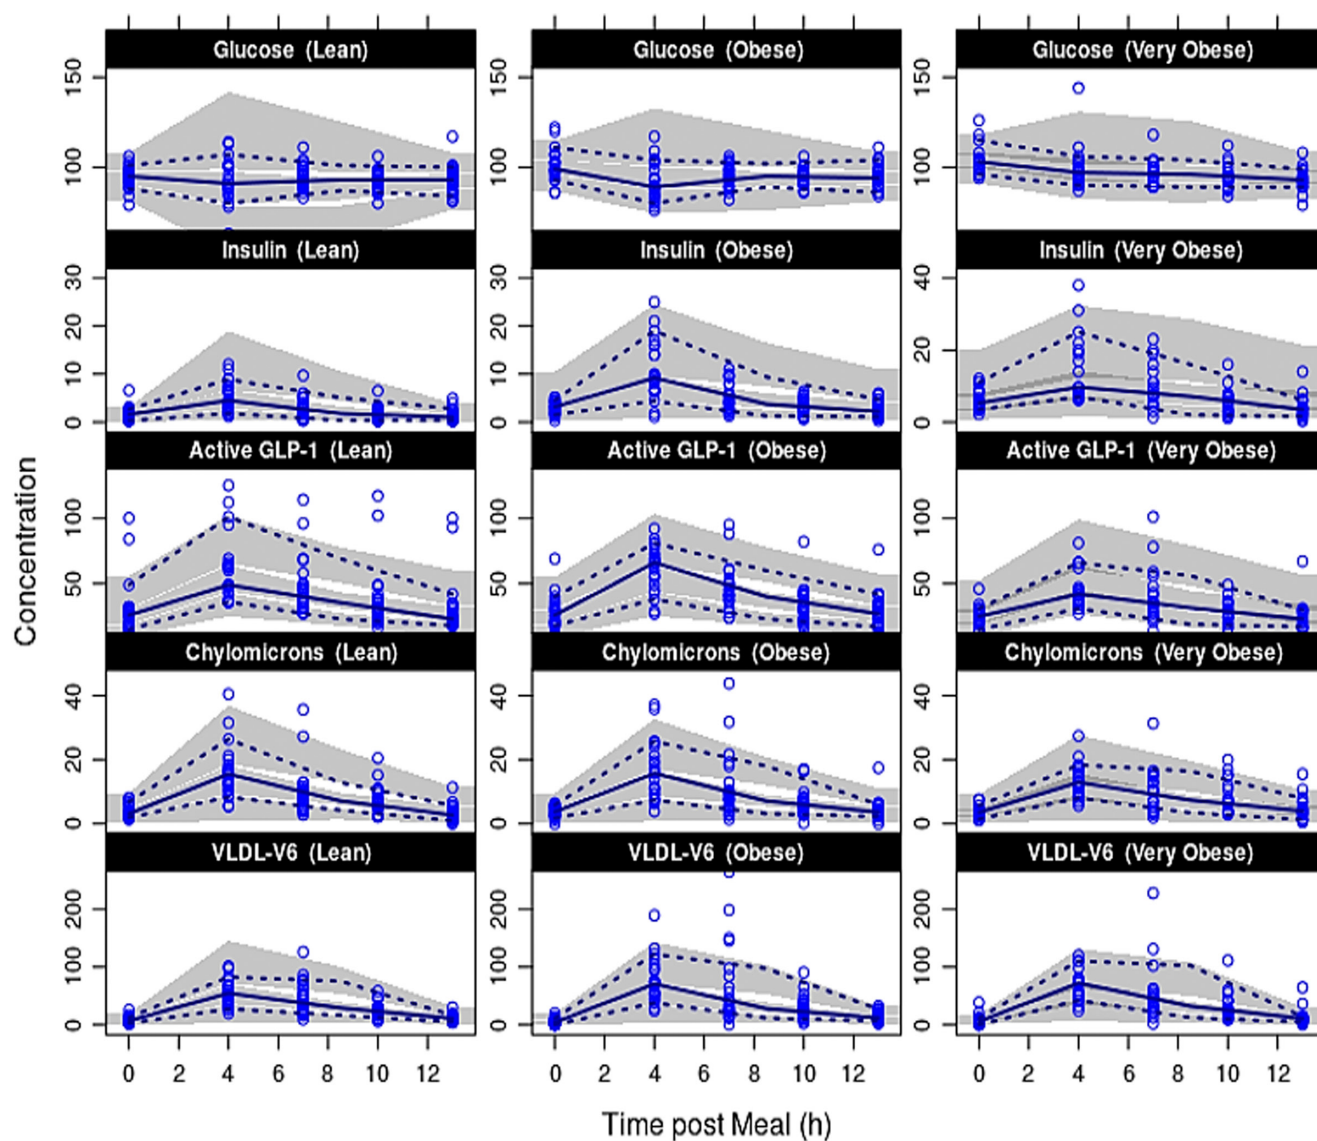 Glucose (Lean) Glucose (Obese) Glucose (Very Obese)
150 100 150 100 150 100
Insulin (Lean) Insulin (Obese) Insulin (Very Obese)
30 20 10 0 30 20 10 0 40 20 0
Active GLP-1 (Lean) Active GLP-1 (Obese) Active GLP-1 (Very Obese)
100 50 100 50 100 50
Concentration
Chylomicrons (Lean) Chylomicrons (Obese) Chylomicrons (Very Obese)
40 20 0 40 20 0 40 20 0
VLDL-V6 (Lean) VLDL-V6 (Obese) VLDL-V6 (Very Obese)
200 100 0 200 100 0 200 100 0
0 2 4 6 8 10 12 0 2 4 6 8 10 12 0 2 4 6 8 10 12
Time post Meal (h)